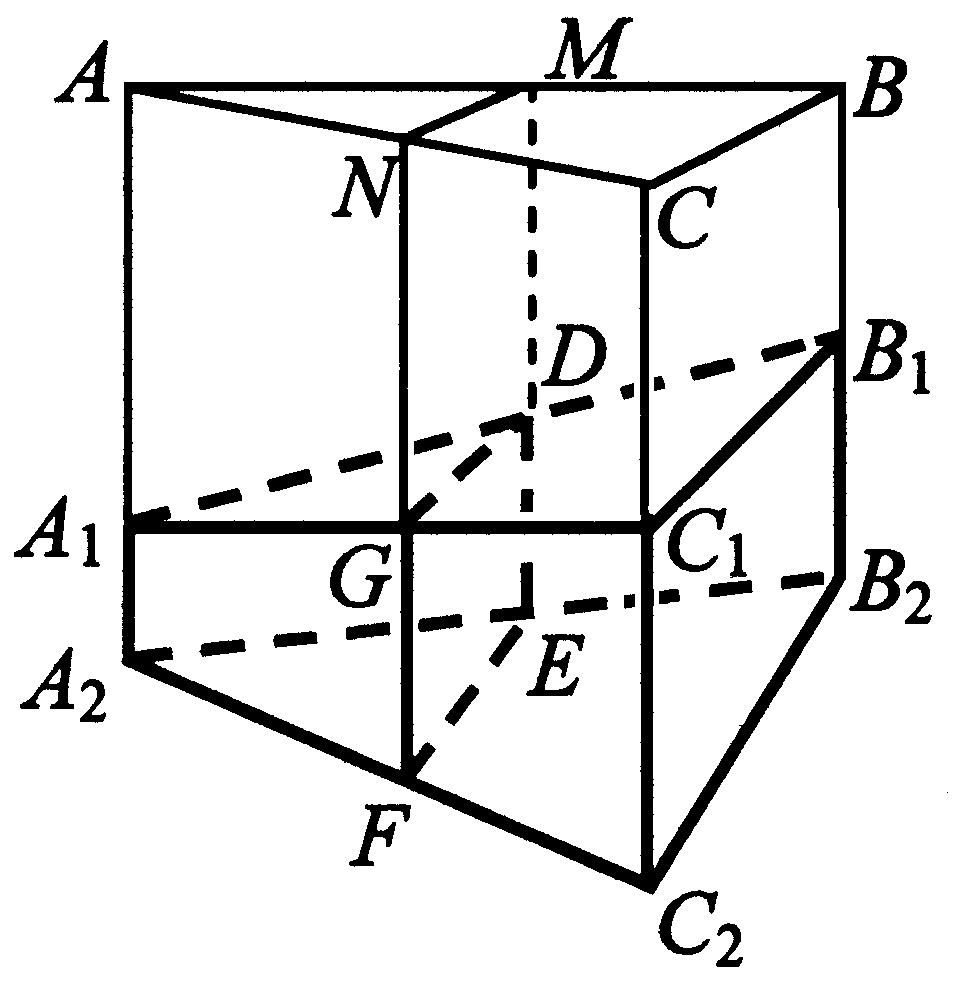 A M B
N C
D B₁
A₁ G C₁
A₂ E B₂
F
C₂